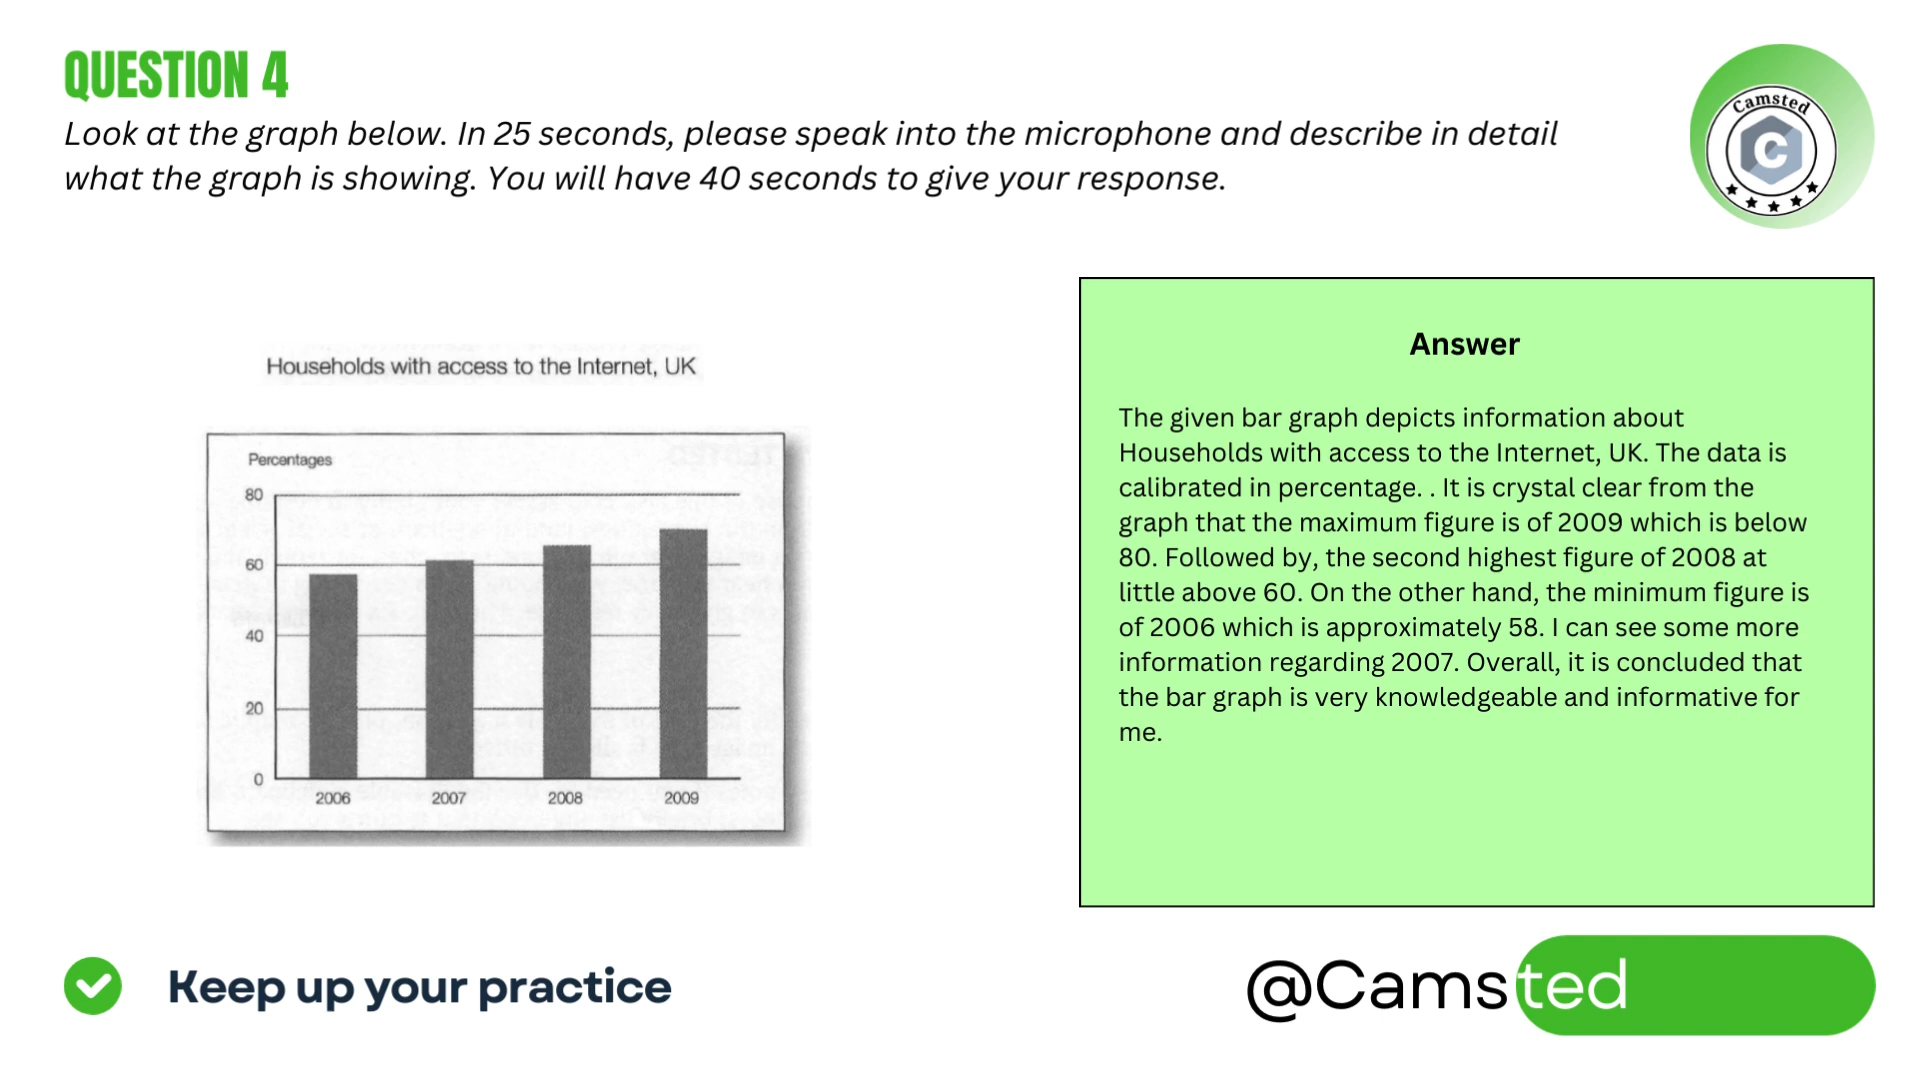 QUESTION 4
Look at the graph below. In 25 seconds, please speak into the microphone and describe in detail
what the graph is showing. You will have 40 seconds to give your response.
Camsted
C
Households with access to the Internet, UK
Percentages
80
60
40
20
0
2006 2007 2008 2009
Answer
The given bar graph depicts information about
Households with access to the Internet, UK. The data is
calibrated in percentage. . It is crystal clear from the
graph that the maximum figure is of 2009 which is below
80. Followed by, the second highest figure of 2008 at
little above 60. On the other hand, the minimum figure is
of 2006 which is approximately 58. I can see some more
information regarding 2007. Overall, it is concluded that
the bar graph is very knowledgeable and informative for
me.
Keep up your practice
@Camsted